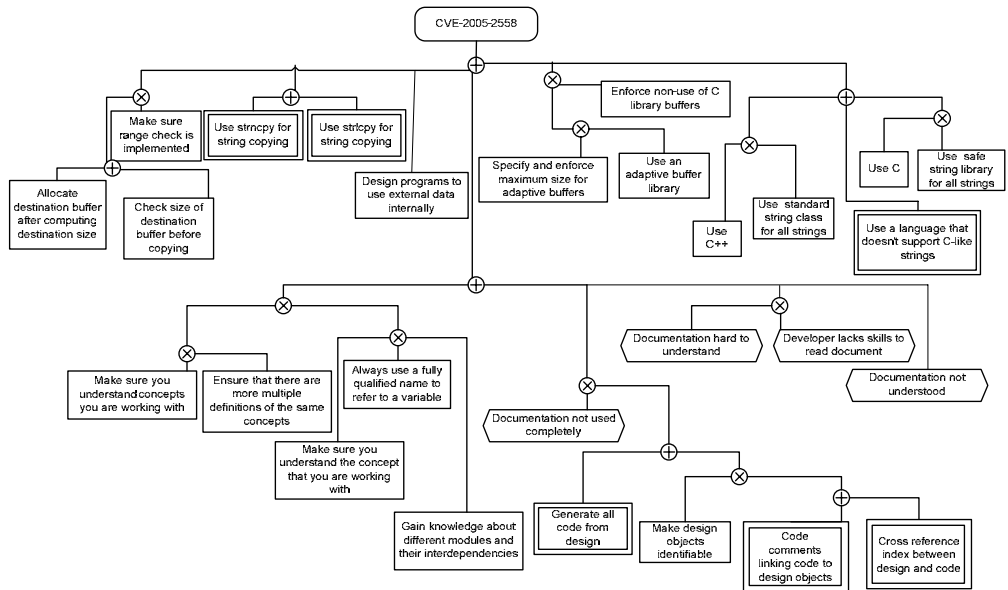 CVE-2005-2558
Make sure
range check is
implemented
Use strncpy for
string copying
Use strlcpy for
string copying
Design programs to
use external data
internally
Enforce non-use of C
library buffers
Specify and enforce
maximum size for
adaptive buffers
Use an
adaptive buffer
library
Use C
Use safe
string library
for all strings
Allocate
destination buffer
after computing
destination size
Check size of
destination
buffer before
copying
Use
C++
Use standard
string class
for all strings
Use a language that
doesn't support C-like
strings
Make sure you
understand concepts
you are working with
Ensure that there are
more multiple
definitions of the same
concepts
Always use a fully
qualified name to
refer to a variable
Make sure you
understand the concept
that you are working
with
Gain knowledge about
different modules and
their interdependencies
Documentation hard to
understand
Developer lacks skills to
read document
Documentation not
understood
Documentation not used
completely
Generate all
code from
design
Make design
objects
identifiable
Code
comments
linking code to
design objects
Cross reference
index between
design and code